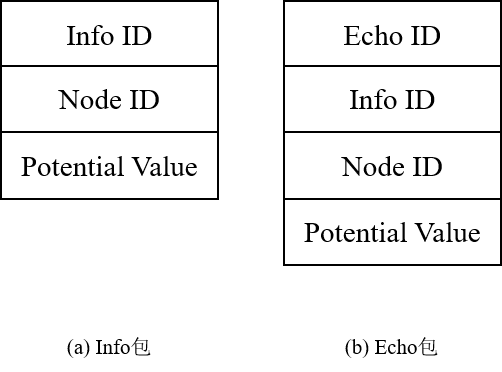 Info ID
Node ID
Potential Value
(a) Info包
Echo ID
Info ID
Node ID
Potential Value
(b) Echo包